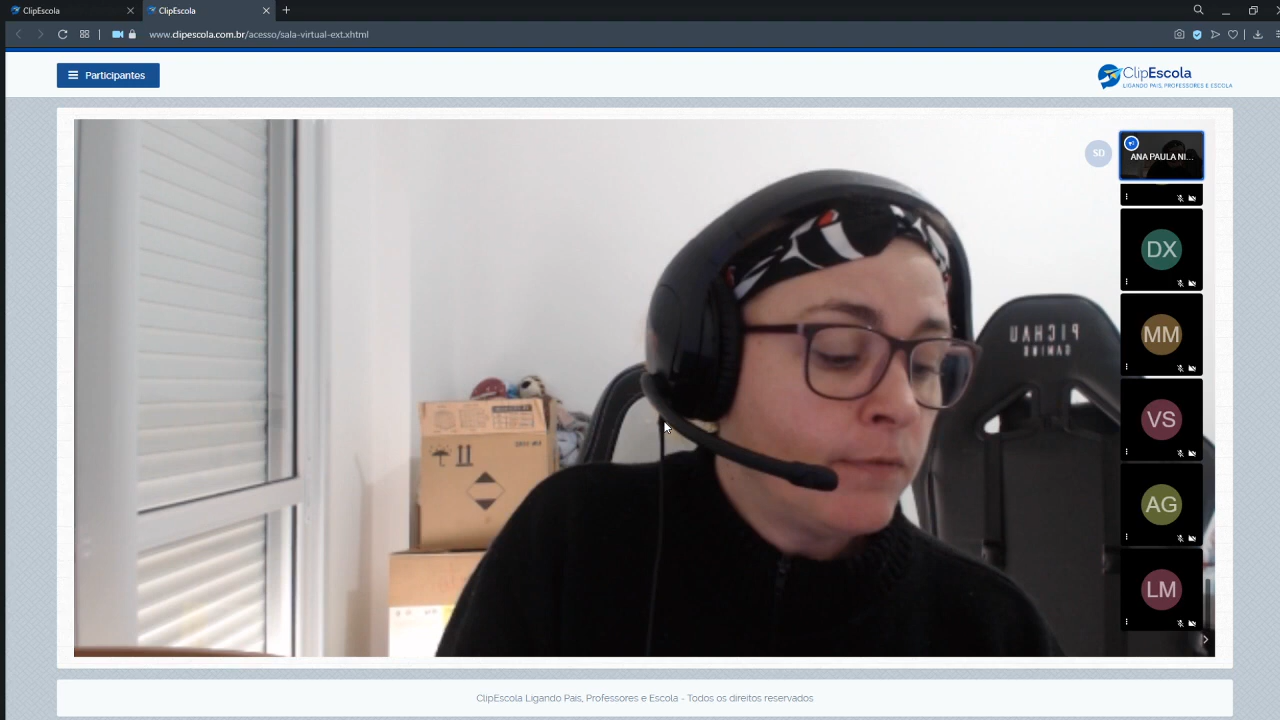 ClipEscola
ClipEscola
www.clipescola.com.br/acesso/sala-virtual-ext.xhtml
Participantes
ClipEscola
LIGANDO PAIS, PROFESSORES E ESCOLA
SD
ANA PAULA NI...
DX
MM
VS
AG
LM
PICHAU
GAMING
ClipEscola Ligando Pais, Professores e Escola - Todos os direitos reservados